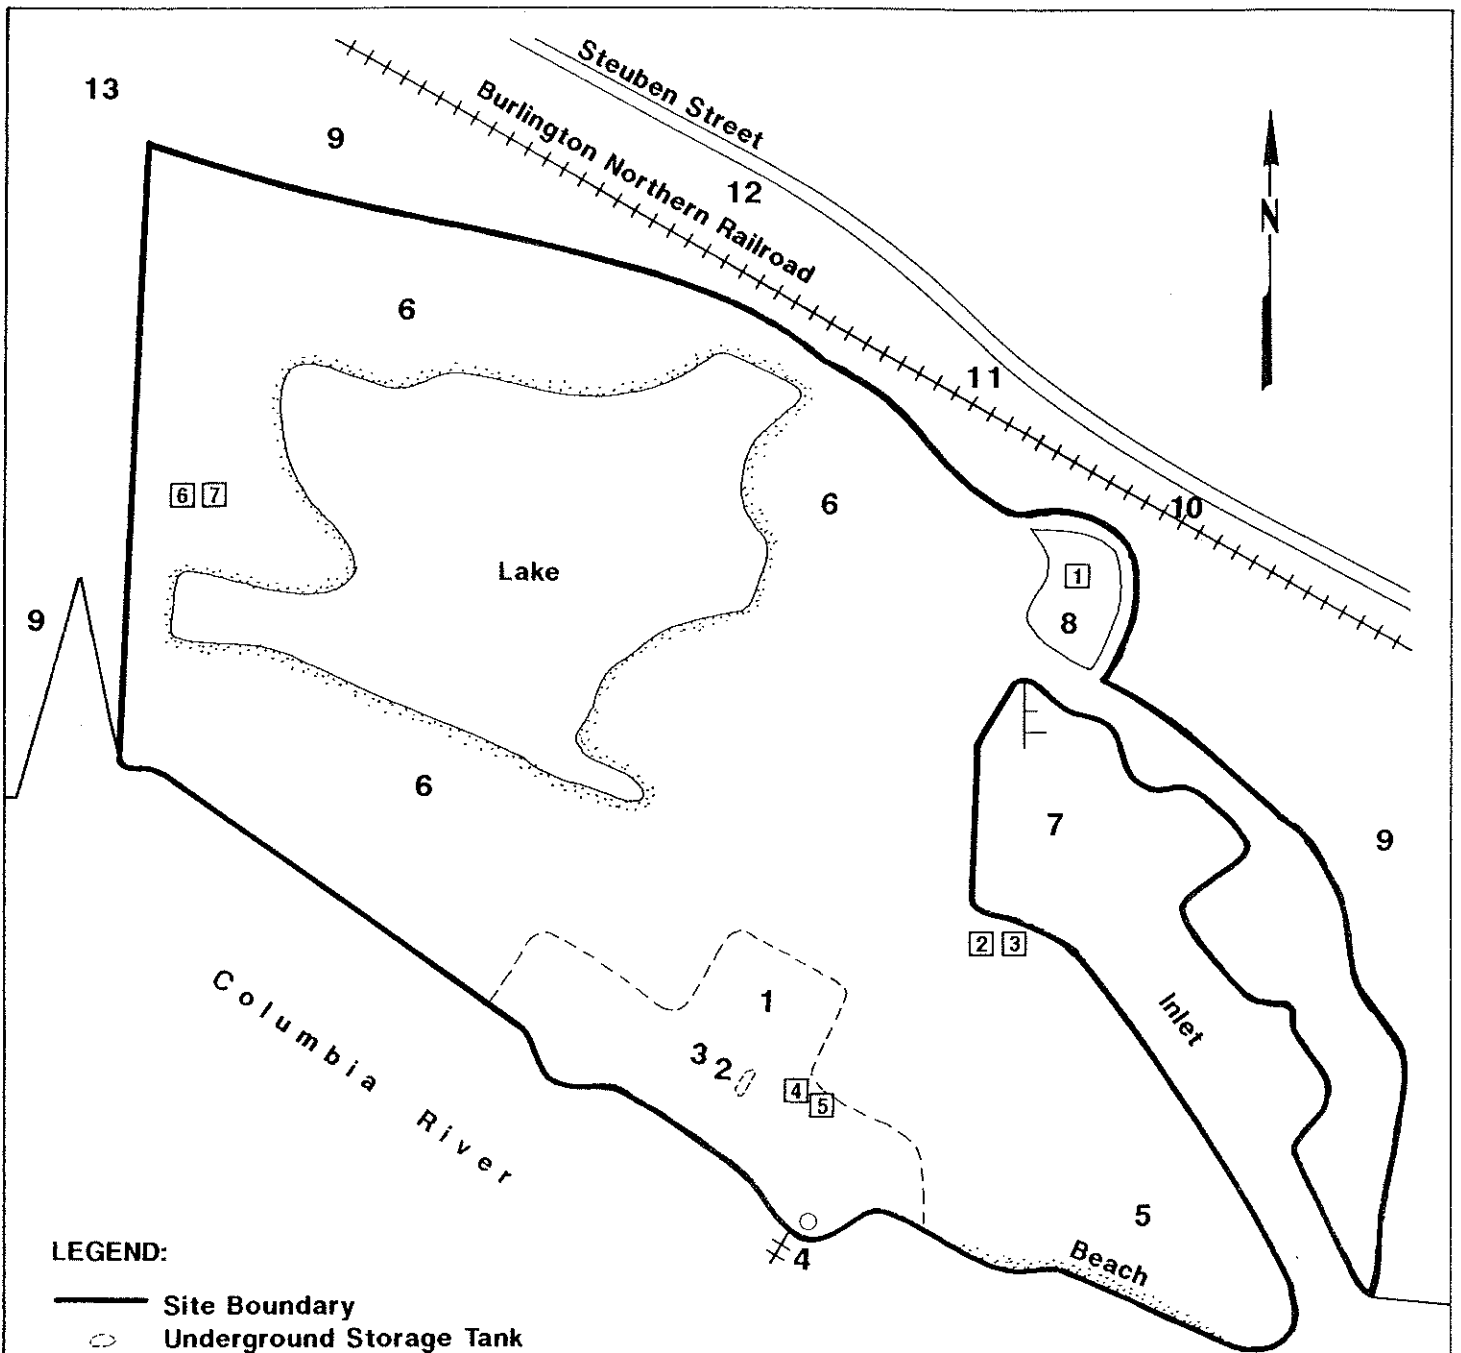 Steuben Street
13
Burlington Northern Railroad
9
12
N
6
11
6 7
6
10
Lake
1
9
8
6
7
9
2 3
Columbia River
1
Inlet
3 2
4
5
5
4
Beach
LEGEND:
Site Boundary
Underground Storage Tank